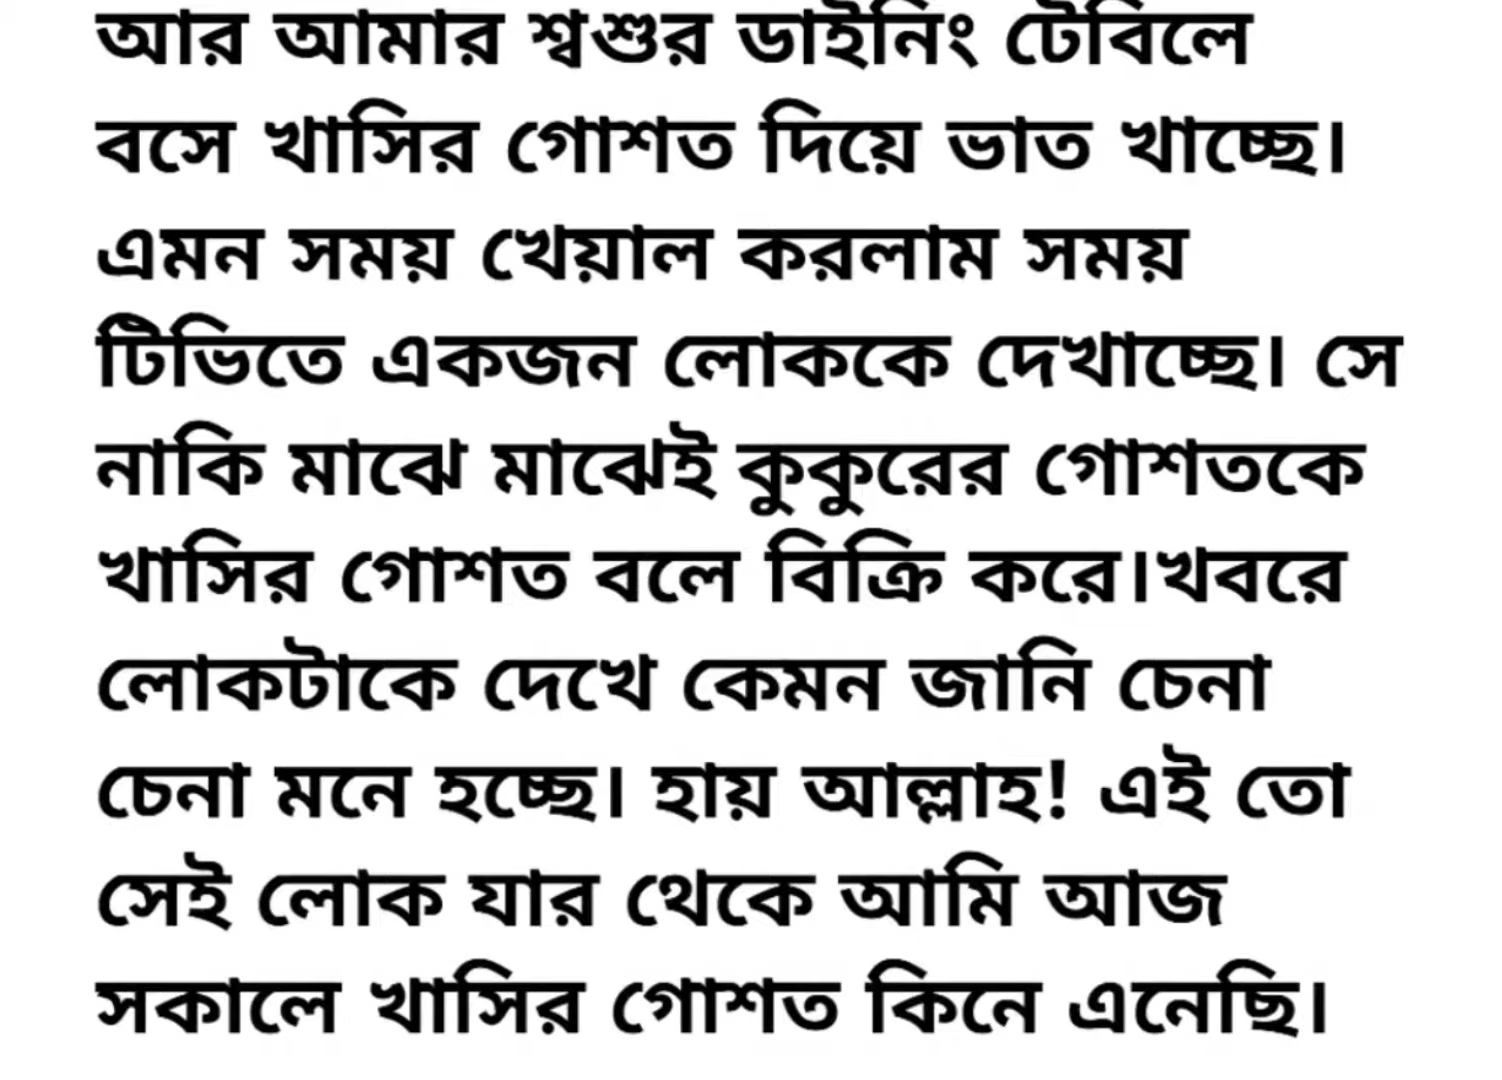 আর আমার শ্বশুর ডাইনিং টেবিলে
বসে খাসির গোশত দিয়ে ভাত খাচ্ছে।
এমন সময় খেয়াল করলাম সময়
টিভিতে একজন লোককে দেখাচ্ছে। সে
নাকি মাঝে মাঝেই কুকুরের গোশতকে
খাসির গোশত বলে বিক্রি করে।খবরে
লোকটাকে দেখে কেমন জানি চেনা
চেনা মনে হচ্ছে। হায় আল্লাহ! এই তো
সেই লোক যার থেকে আমি আজ
সকালে খাসির গোশত কিনে এনেছি।